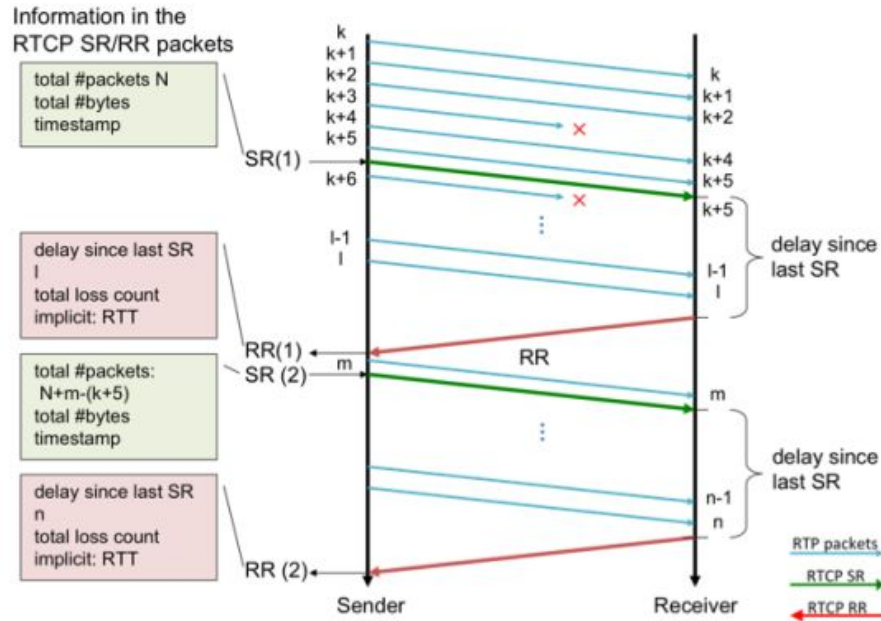 Information in the
RTCP SR/RR packets
total #packets N
total #bytes
timestamp
SR(1)
delay since last SR
l
total loss count
implicit: RTT
RR(1)
total #packets:
N+m-(k+5)
total #bytes
timestamp
SR (2)
delay since last SR
n
total loss count
implicit: RTT
RR (2)
k
k+1
k+2
k+3
k+4
k+5
k+6
l-1
l
m
k
k+1
k+2
k+4
k+5
k+5
l-1
l
RR
m
n-1
n
delay since
last SR
delay since
last SR
Sender
Receiver
RTP packets
RTCP SR
RTCP RR